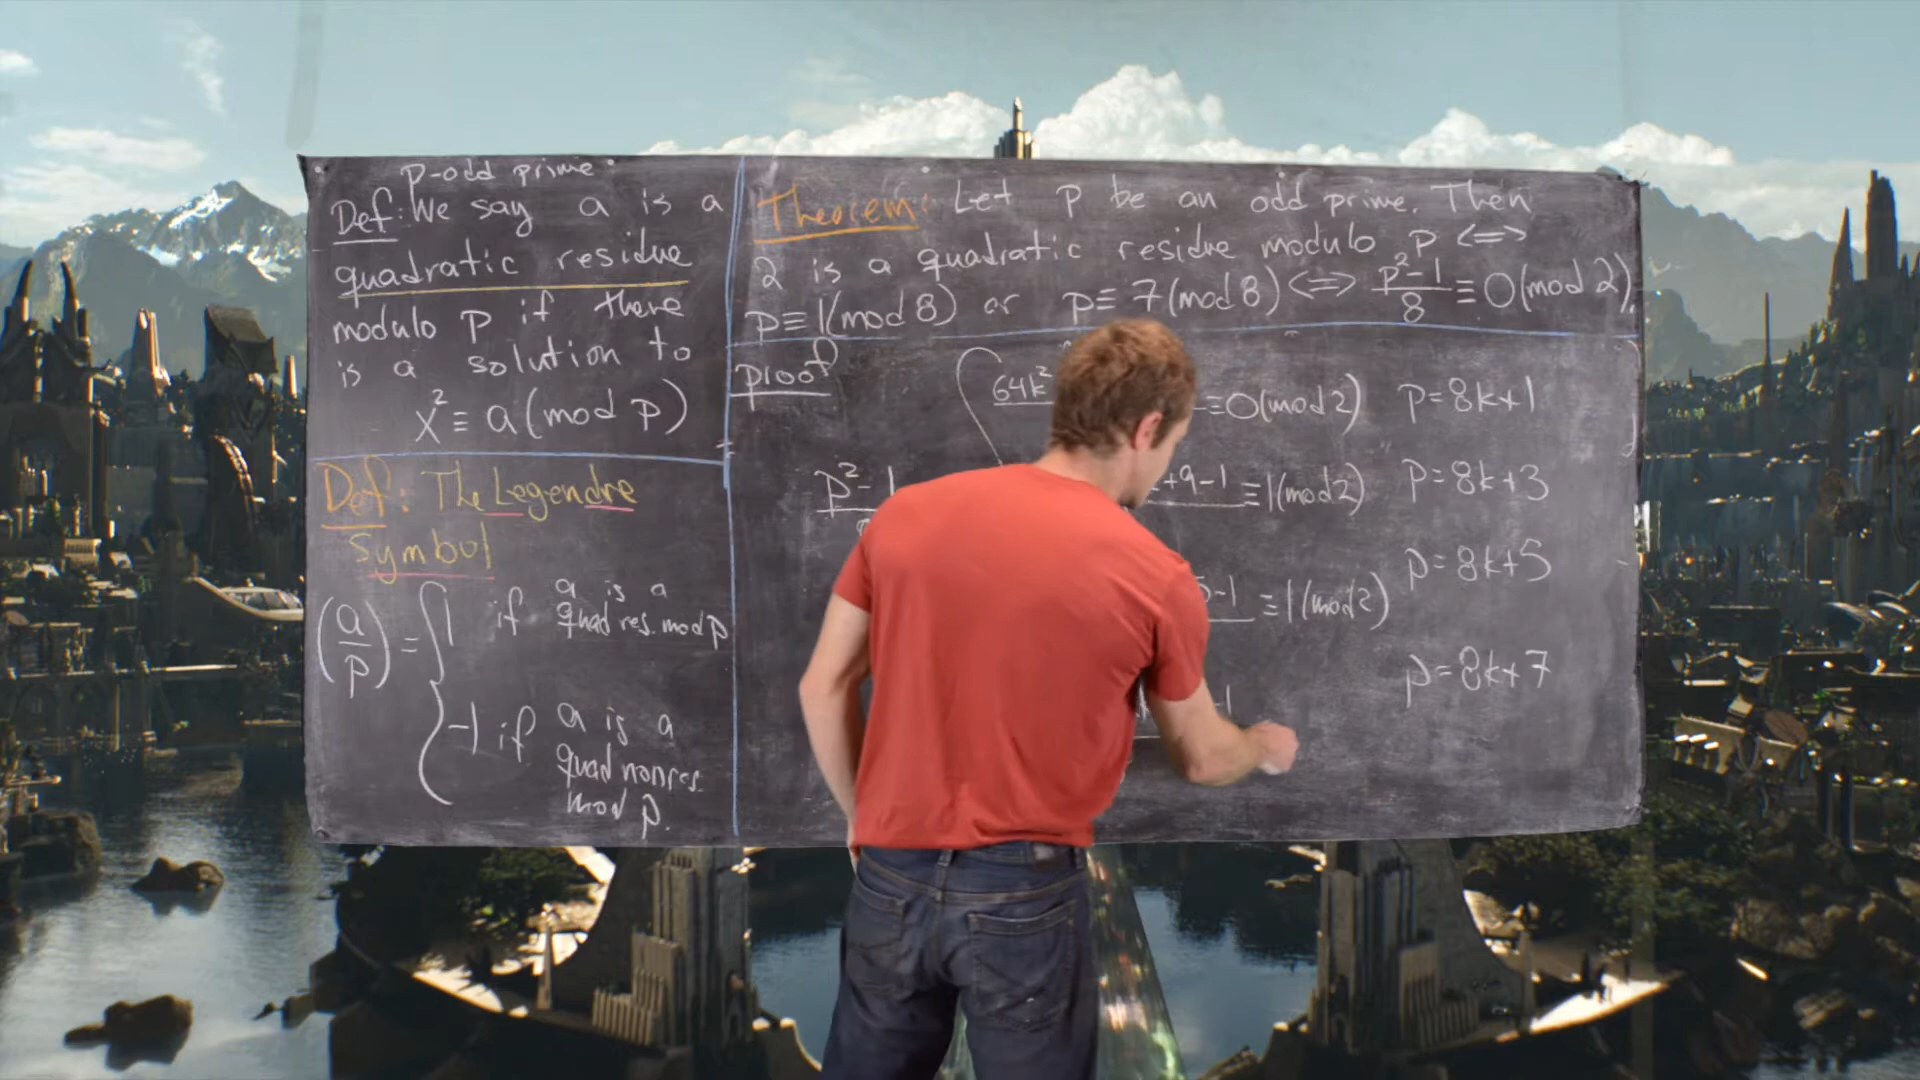 p-odd prime
Def: We say a is a
quadratic residue
modulo p if there
is a solution to
x² ≡ a (mod p)
Def: The Legendre
Symbol
(a/p) = { 1 if a is a
quad res. mod p
-1 if a is a
quad nonres.
mod p.
Theorem: Let p be an odd prime. Then
2 is a quadratic residue modulo p <=>
p ≡ 1(mod 8) or p ≡ 7(mod 8) <=> p²-1/8 ≡ 0(mod 2).
proof
64k² ≡ 0(mod 2) p=8k+1
p²-1 +9-1 ≡ 1(mod 2) p=8k+3
p=8k+5
-1 ≡ 1(mod 2)
p=8k+7
-1